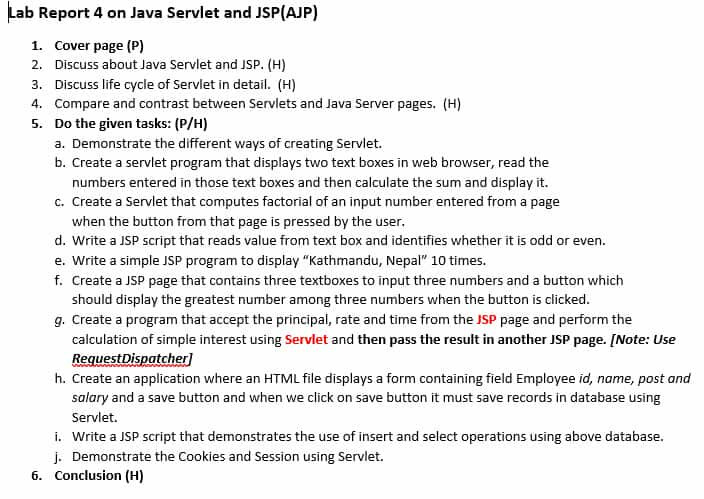 Lab Report 4 on Java Servlet and JSP(AJP)
1. Cover page (P)
2. Discuss about Java Servlet and JSP. (H)
3. Discuss life cycle of Servlet in detail. (H)
4. Compare and contrast between Servlets and Java Server pages. (H)
5. Do the given tasks: (P/H)
a. Demonstrate the different ways of creating Servlet.
b. Create a servlet program that displays two text boxes in web browser, read the
numbers entered in those text boxes and then calculate the sum and display it.
c. Create a Servlet that computes factorial of an input number entered from a page
when the button from that page is pressed by the user.
d. Write a JSP script that reads value from text box and identifies whether it is odd or even.
e. Write a simple JSP program to display “Kathmandu, Nepal” 10 times.
f. Create a JSP page that contains three textboxes to input three numbers and a button which
should display the greatest number among three numbers when the button is clicked.
g. Create a program that accept the principal, rate and time from the JSP page and perform the
calculation of simple interest using Servlet and then pass the result in another JSP page. [Note: Use
RequestDispatcher]
h. Create an application where an HTML file displays a form containing field Employee id, name, post and
salary and a save button and when we click on save button it must save records in database using
Servlet.
i. Write a JSP script that demonstrates the use of insert and select operations using above database.
j. Demonstrate the Cookies and Session using Servlet.
6. Conclusion (H)